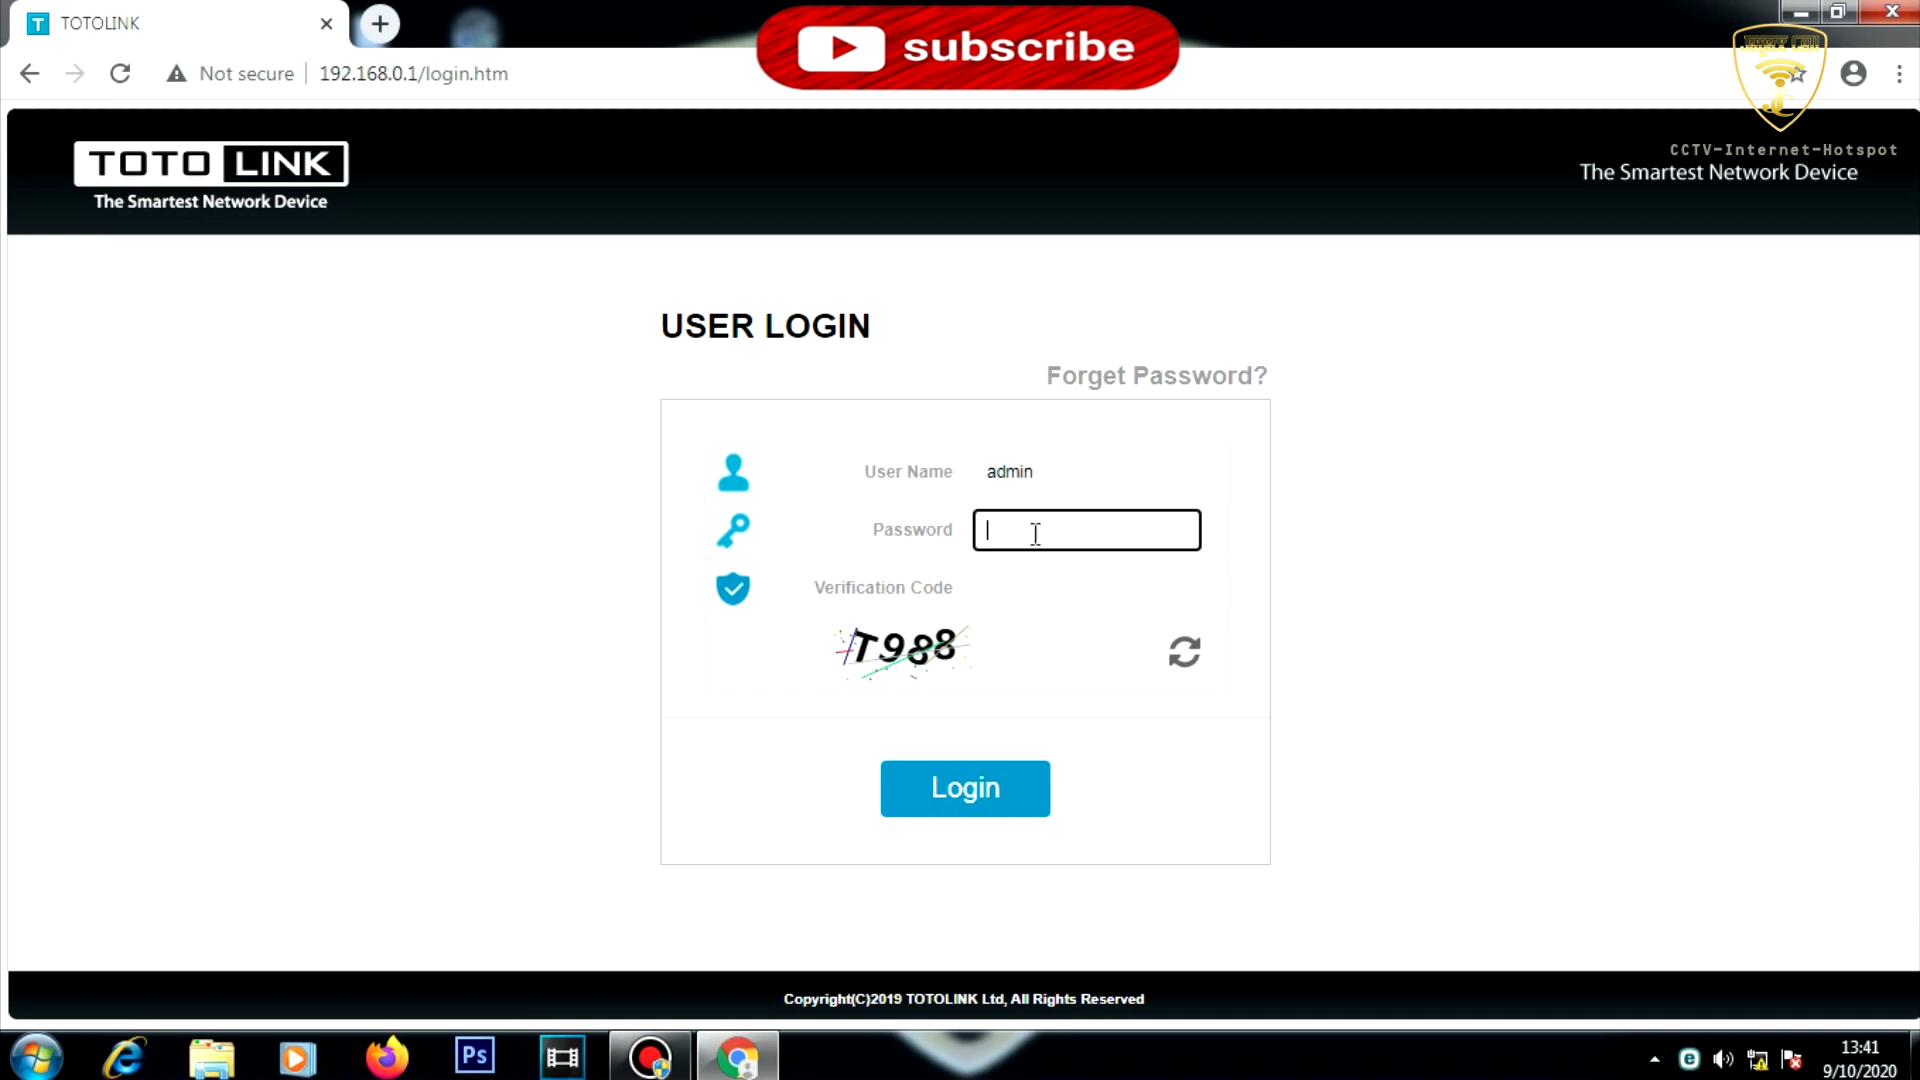 TOTOLINK
subscribe
Not secure
192.168.0.1/login.htm
TOTO LINK
The Smartest Network Device
CCTV-Internet-Hotspot
The Smartest Network Device
USER LOGIN
Forget Password?
User Name admin
Password
Verification Code
T988
Login
Copyright(C)2019 TOTOLINK Ltd, All Rights Reserved
Ps
13:41
9/10/2020